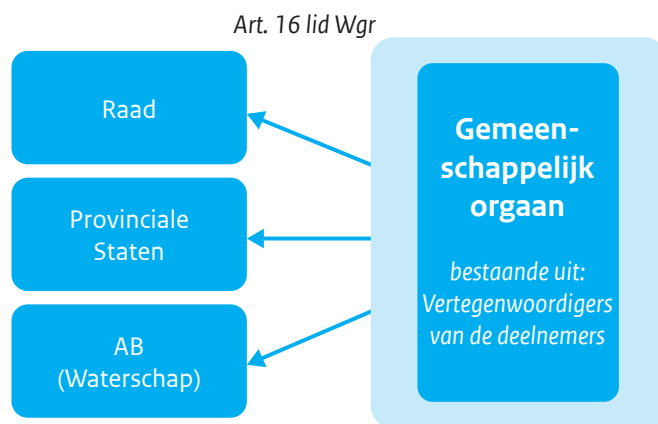 Art. 16 lid Wgr
Raad
Provinciale
Staten
AB
(Waterschap)
Gemeen-
schappelijk
orgaan
bestaande uit:
Vertegenwoordigers
van de deelnemers